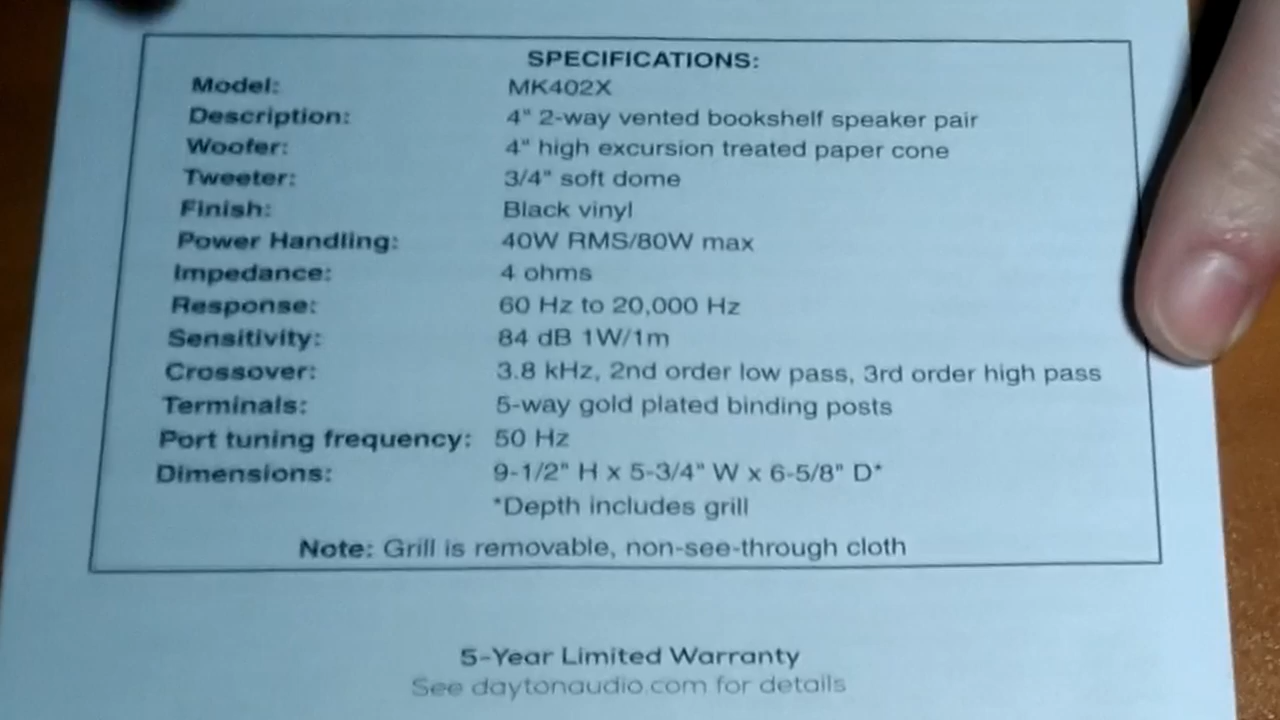 SPECIFICATIONS:
Model: MK402X
Description: 4" 2-way vented bookshelf speaker pair
Woofer: 4" high excursion treated paper cone
Tweeter: 3/4" soft dome
Finish: Black vinyl
Power Handling: 40W RMS/80W max
Impedance: 4 ohms
Response: 60 Hz to 20,000 Hz
Sensitivity: 84 dB 1W/1m
Crossover: 3.8 kHz, 2nd order low pass, 3rd order high pass
Terminals: 5-way gold plated binding posts
Port tuning frequency: 50 Hz
Dimensions: 9-1/2" H x 5-3/4" W x 6-5/8" D*
*Depth includes grill
Note: Grill is removable, non-see-through cloth
5-Year Limited Warranty
See daytonaudio.com for details